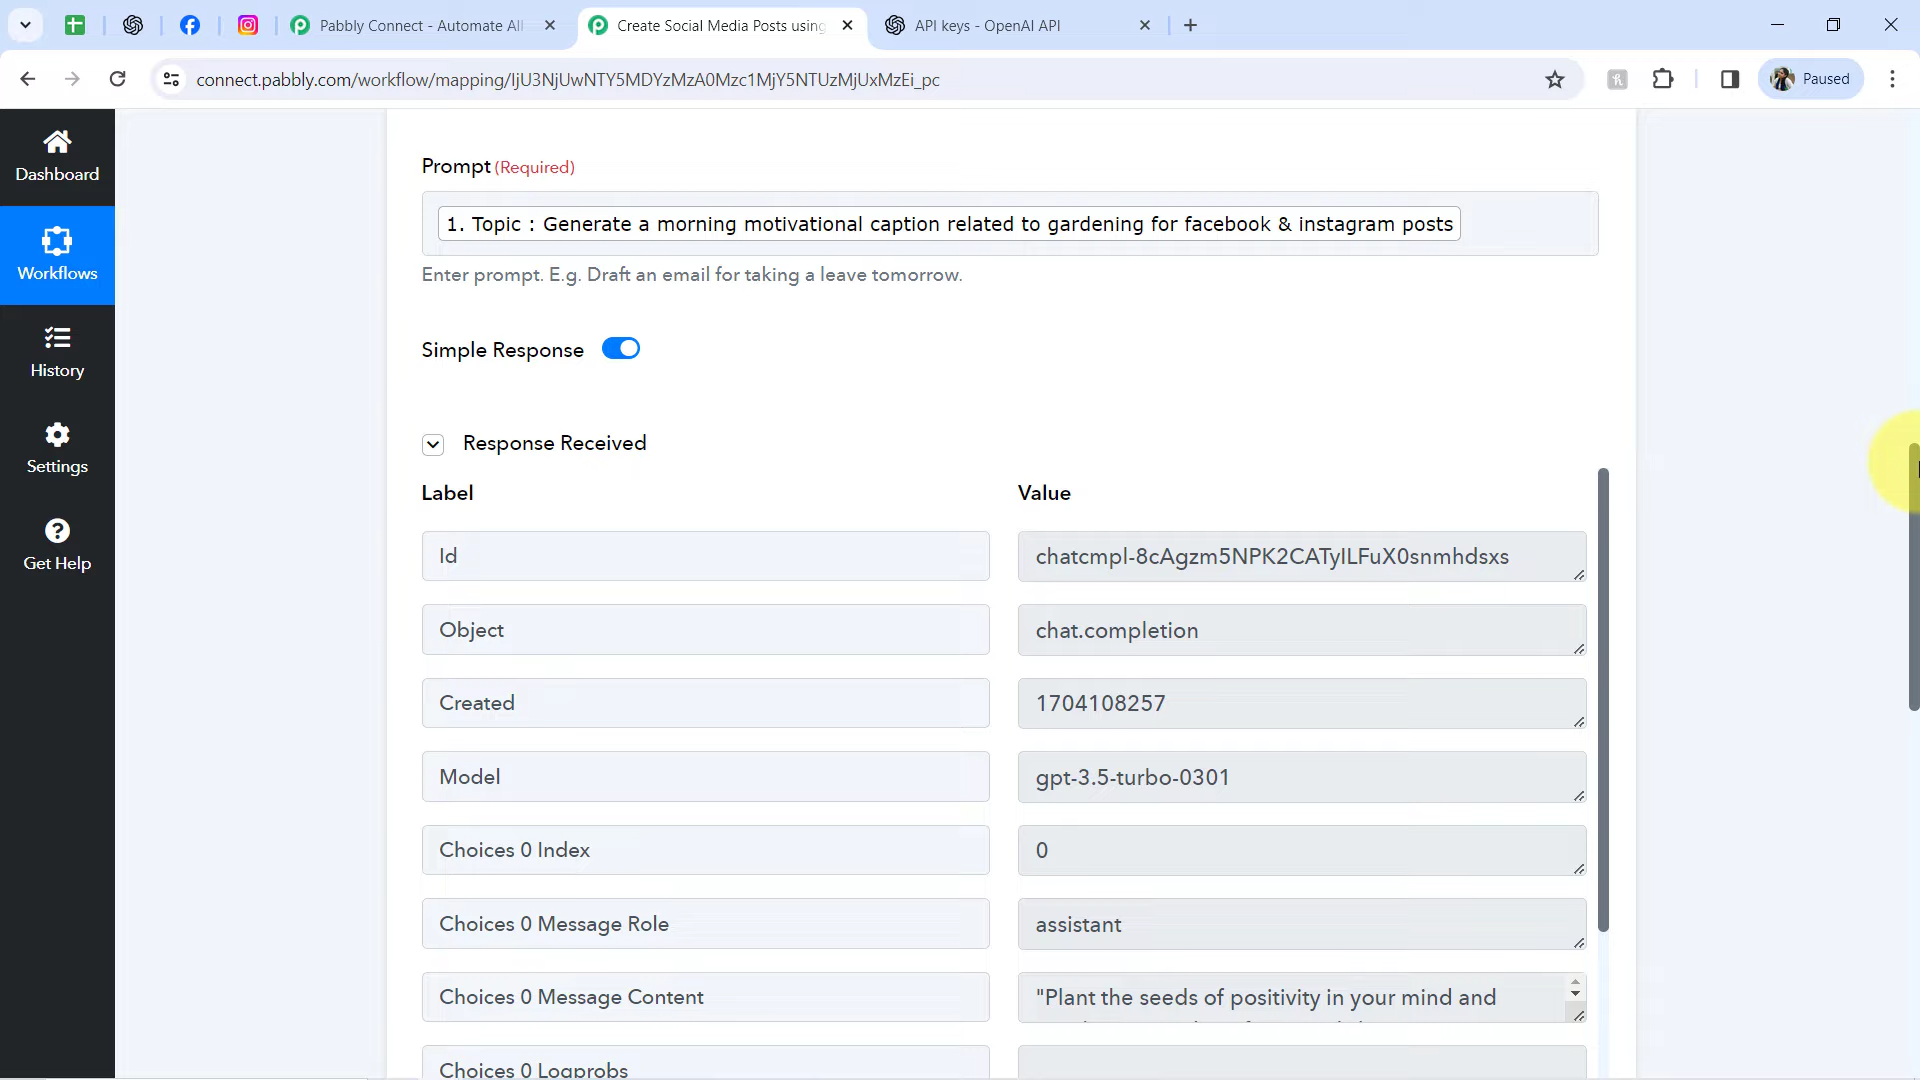 Pabbly Connect - Automate All
Create Social Media Posts using
API keys - OpenAI API
connect.pabbly.com/workflow/mapping/IjU3NjUwNTY5MDYzMzA0Mzc1MjY5NTUzMjUxMzEi_pc
Paused
Dashboard
Workflows
History
Settings
Get Help
Prompt (Required)
1. Topic : Generate a morning motivational caption related to gardening for facebook & instagram posts
Enter prompt. E.g. Draft an email for taking a leave tomorrow.
Simple Response
Response Received
Label Value
Id chatcmpl-8cAgzm5NPK2CATyILFuX0snmhdsxs
Object chat.completion
Created 1704108257
Model gpt-3.5-turbo-0301
Choices 0 Index 0
Choices 0 Message Role assistant
Choices 0 Message Content "Plant the seeds of positivity in your mind and
Choices 0 Logprobs